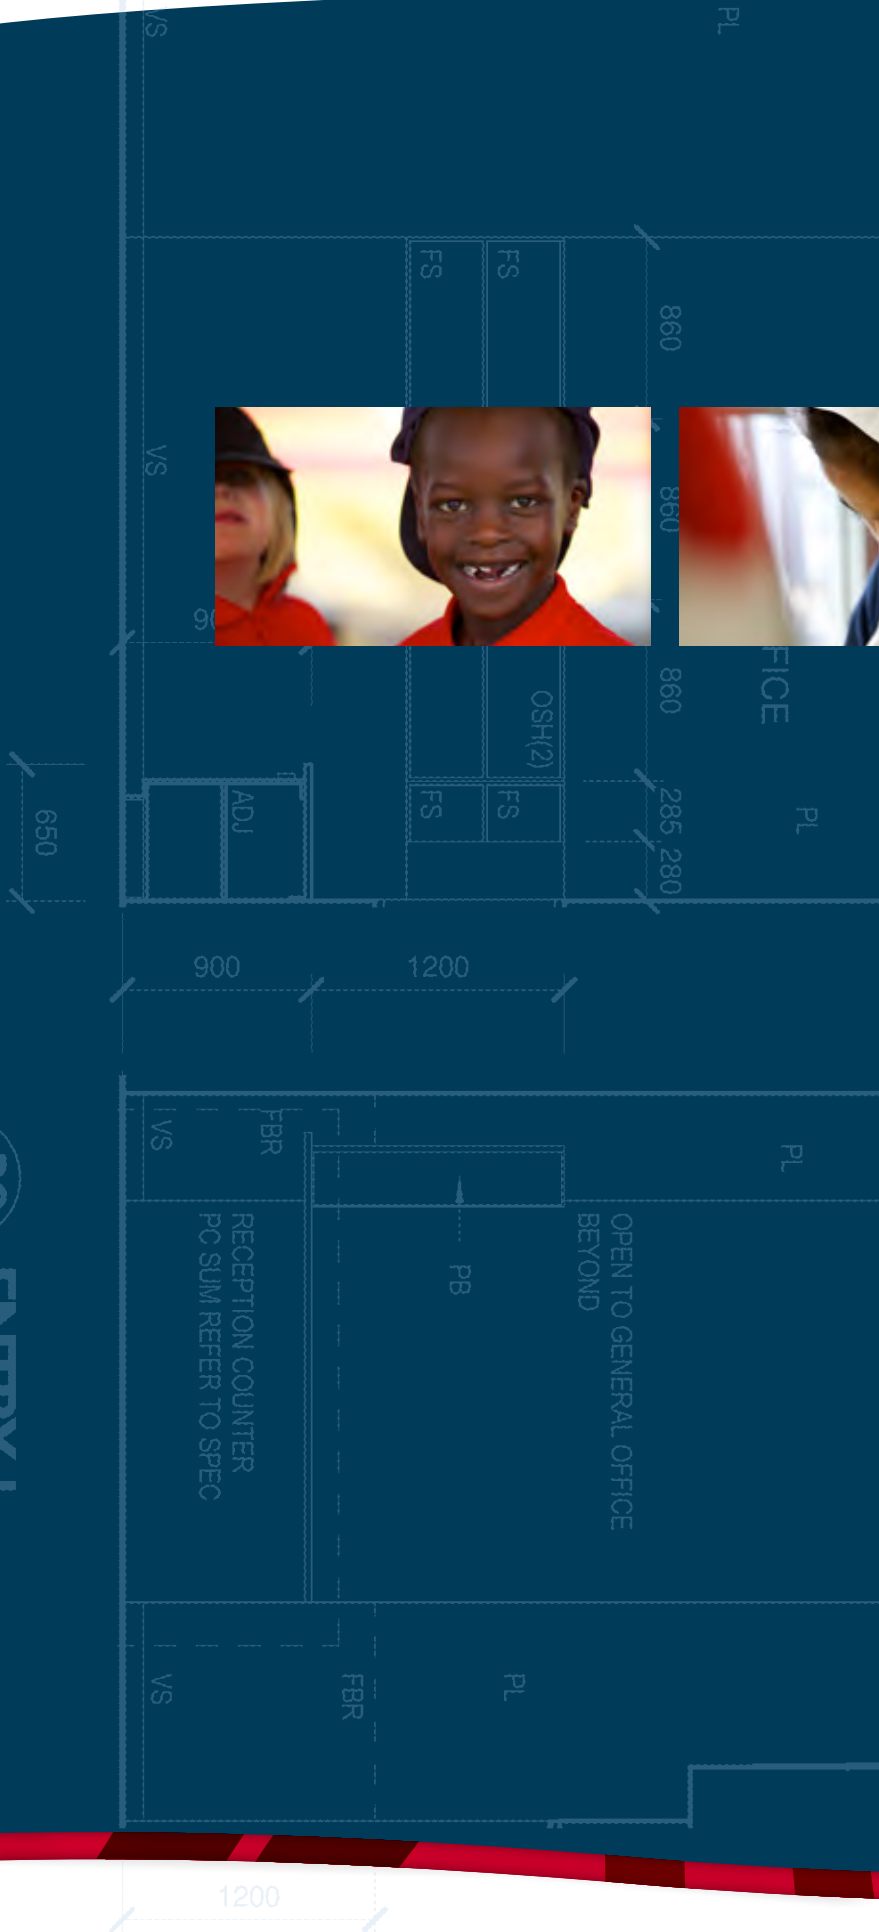 VS
PL
FS
FS
860
VS
860
90
860
FICE
OSH(2)
ADJ
FS
FS
285
PL
650
280
900
1200
VS
FBR
PL
RECEPTION COUNTER
PC SUM REFER TO SPEC
PB
OPEN TO GENERAL OFFICE
BEYOND
VS
FBR
PL
1200